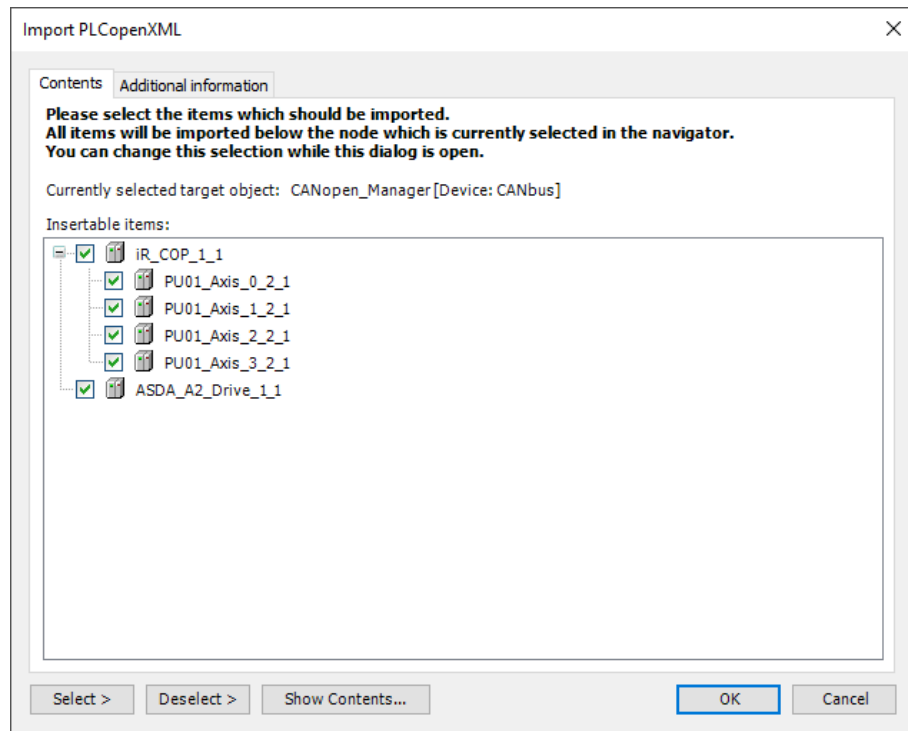 Import PLCopenXML
Contents Additional information
Please select the items which should be imported.
All items will be imported below the node which is currently selected in the navigator.
You can change this selection while this dialog is open.
Currently selected target object: CANopen_Manager[Device: CANbus]
Insertable items:
iR_COP_1_1
PU01_Axis_0_2_1
PU01_Axis_1_2_1
PU01_Axis_2_2_1
PU01_Axis_3_2_1
ASDA_A2_Drive_1_1
Select > Deselect > Show Contents... OK Cancel